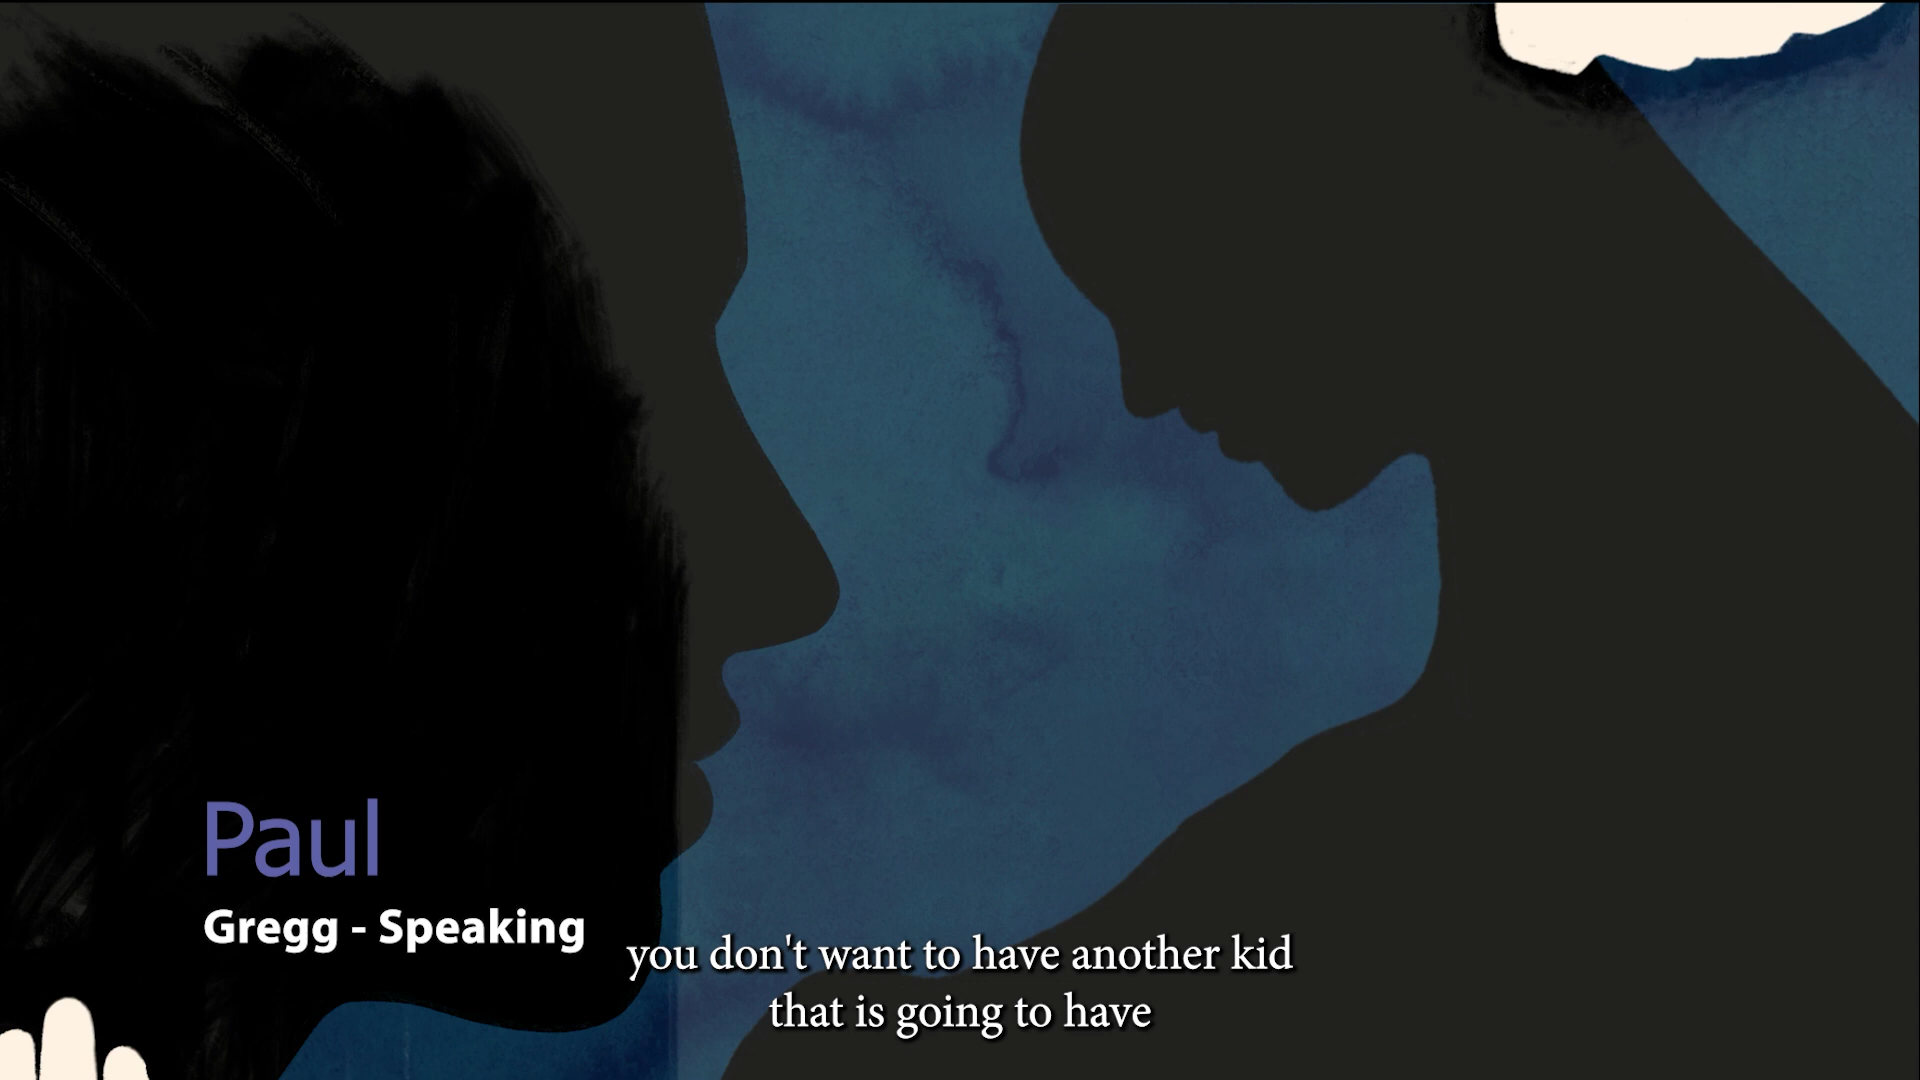 Paul
Gregg - Speaking
you don't want to have another kid
that is going to have